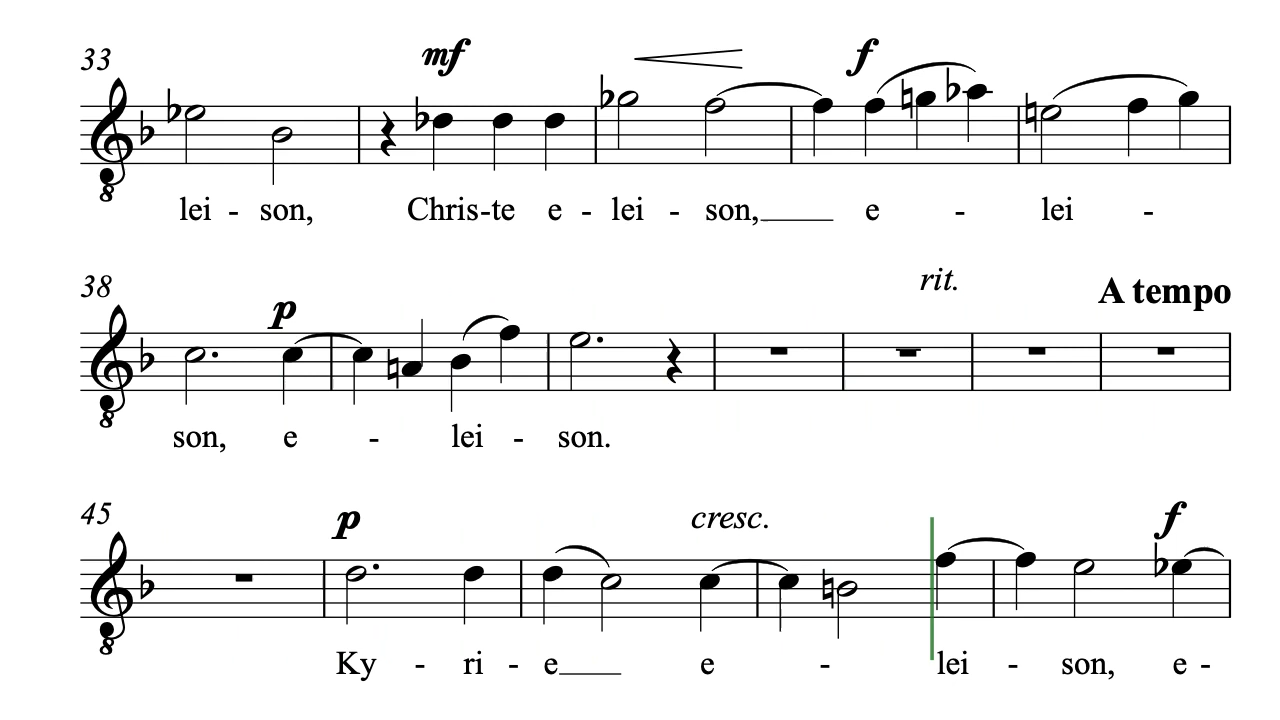 33 mf f
lei - son, Chris-te e - lei - son, e - lei -
rit. A tempo
38 p
son, e - lei - son.
45 p cresc. f
Ky - ri - e e - lei - son, e -